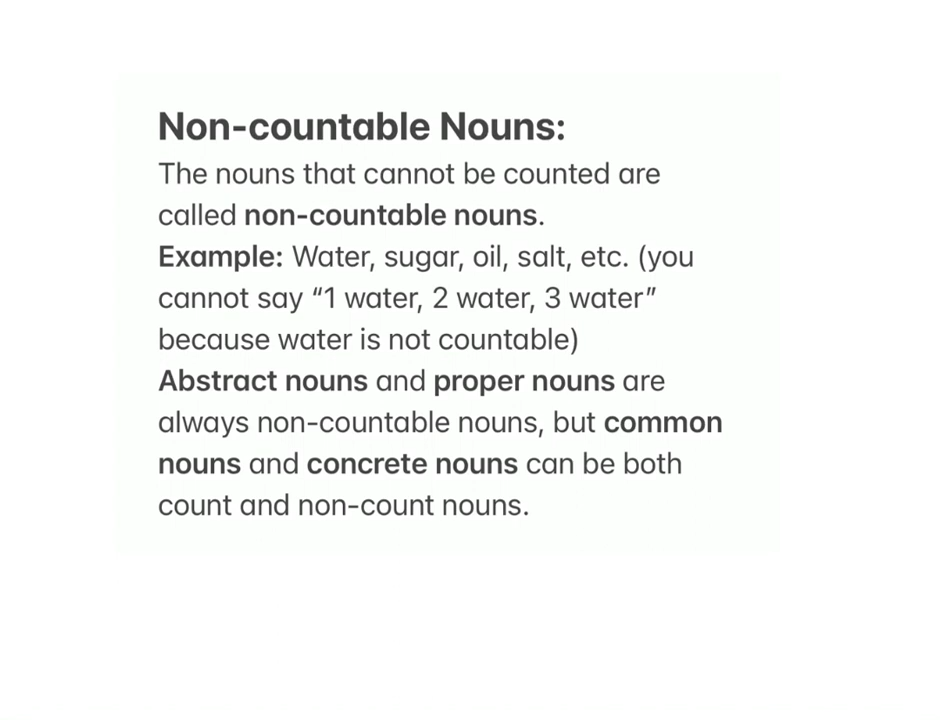 Non-countable Nouns:
The nouns that cannot be counted are
called non-countable nouns.
Example: Water, sugar, oil, salt, etc. (you
cannot say “1 water, 2 water, 3 water”
because water is not countable)
Abstract nouns and proper nouns are
always non-countable nouns, but common
nouns and concrete nouns can be both
count and non-count nouns.